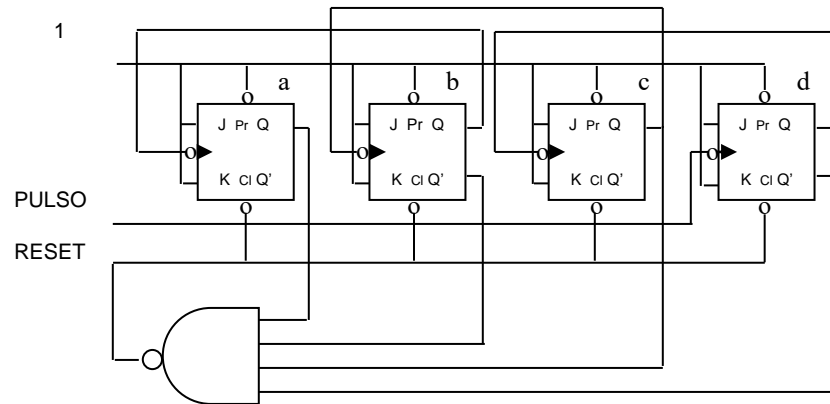 1
a b c d
J Pr Q J Pr Q J Pr Q J Pr Q
K Cl Q' K Cl Q' K Cl Q' K Cl Q'
PULSO
RESET